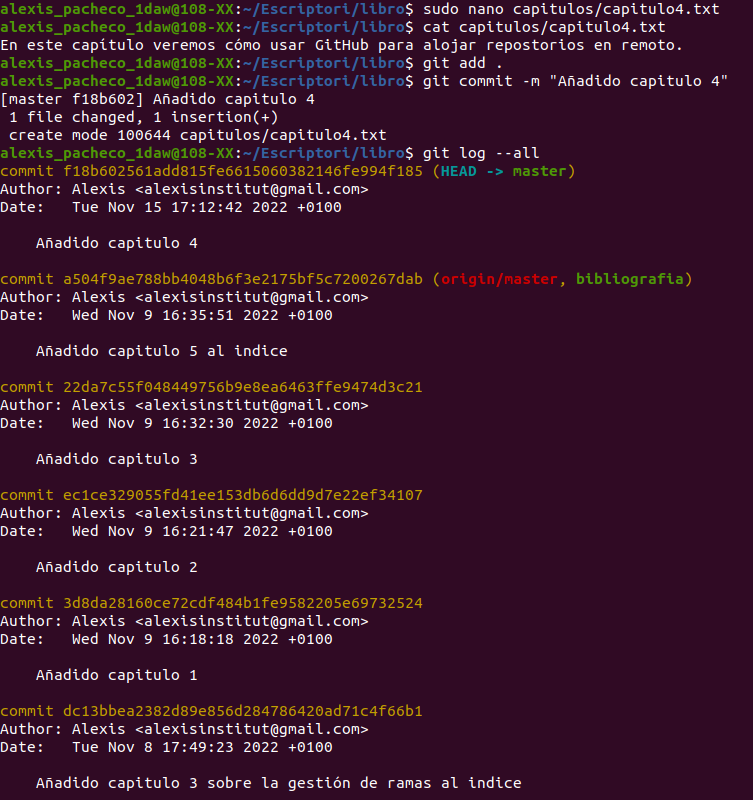 alexis_pacheco_1daw@108-XX:~/Escriptori/libro$ sudo nano capitulos/capitulo4.txt
alexis_pacheco_1daw@108-XX:~/Escriptori/libro$ cat capitulos/capitulo4.txt
En este capítulo veremos cómo usar GitHub para alojar repostorios en remoto.
alexis_pacheco_1daw@108-XX:~/Escriptori/libro$ git add .
alexis_pacheco_1daw@108-XX:~/Escriptori/libro$ git commit -m "Añadido capitulo 4"
[master f18b602] Añadido capitulo 4
 1 file changed, 1 insertion(+)
 create mode 100644 capitulos/capitulo4.txt
alexis_pacheco_1daw@108-XX:~/Escriptori/libro$ git log --all
commit f18b602561add815fe6615060382146fe994f185 (HEAD -> master)
Author: Alexis <alexisinstitut@gmail.com>
Date:   Tue Nov 15 17:12:42 2022 +0100

    Añadido capitulo 4

commit a504f9ae788bb4048b6f3e2175bf5c7200267dab (origin/master, bibliografia)
Author: Alexis <alexisinstitut@gmail.com>
Date:   Wed Nov 9 16:35:51 2022 +0100

    Añadido capitulo 5 al indice

commit 22da7c55f048449756b9e8ea6463ffe9474d3c21
Author: Alexis <alexisinstitut@gmail.com>
Date:   Wed Nov 9 16:32:30 2022 +0100

    Añadido capitulo 3

commit ec1ce329055fd41ee153db6d6dd9d7e22ef34107
Author: Alexis <alexisinstitut@gmail.com>
Date:   Wed Nov 9 16:21:47 2022 +0100

    Añadido capitulo 2

commit 3d8da28160ce72cdf484b1fe9582205e69732524
Author: Alexis <alexisinstitut@gmail.com>
Date:   Wed Nov 9 16:18:18 2022 +0100

    Añadido capitulo 1

commit dc13bbea2382d89e856d284786420ad71c4f66b1
Author: Alexis <alexisinstitut@gmail.com>
Date:   Tue Nov 8 17:49:23 2022 +0100

    Añadido capitulo 3 sobre la gestión de ramas al indice